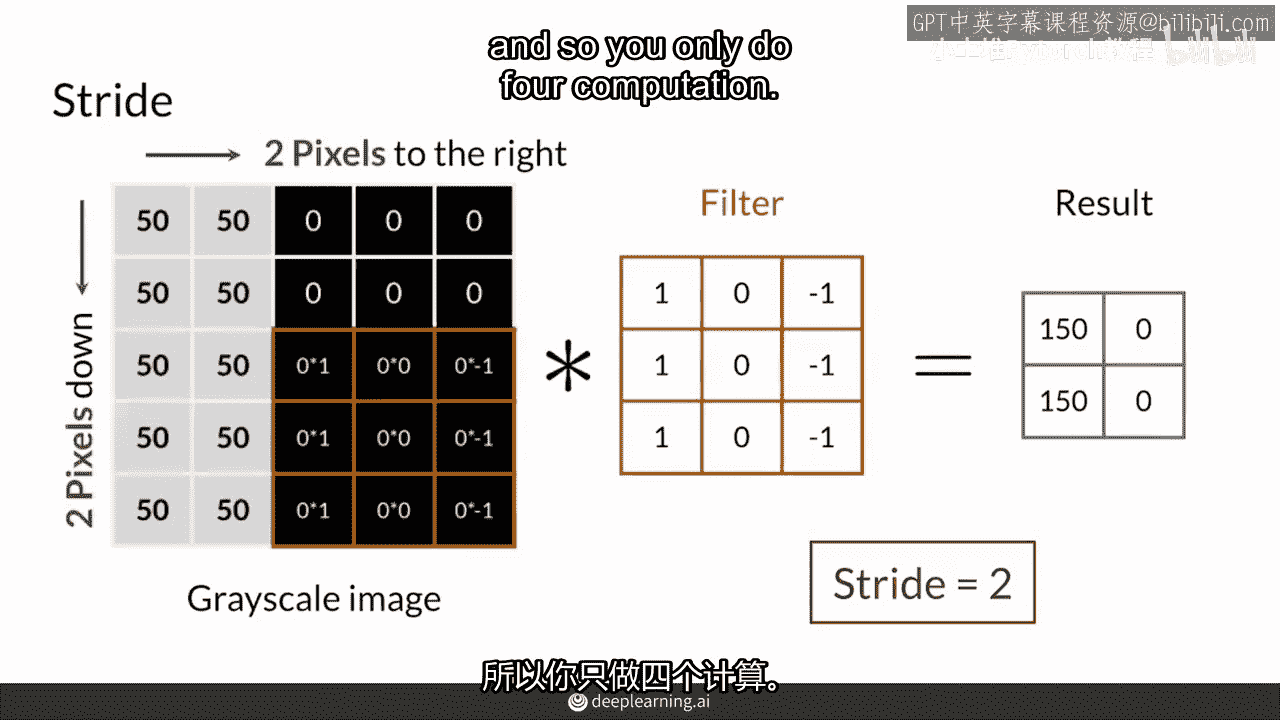 GPT中英字幕课程资源@bilibili.com
and so you only do
four computation.
Stride
2 Pixels to the right
2 Pixels down
50 50 0 0 0
50 50 0 0 0
50 50 0*1 0*0 0*-1
50 50 0*1 0*0 0*-1
50 50 0*1 0*0 0*-1
Grayscale image
*
Filter
1 0 -1
1 0 -1
1 0 -1
=
Result
150 0
150 0
Stride = 2
所以你只做四个计算。
deeplearning.ai